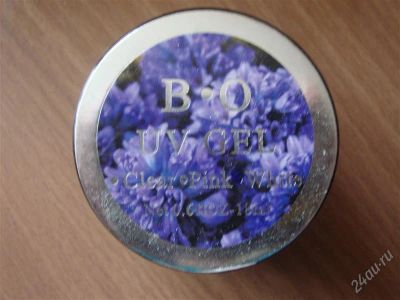 B•O
UV GEL
•Clear•Pink White
24au.ru